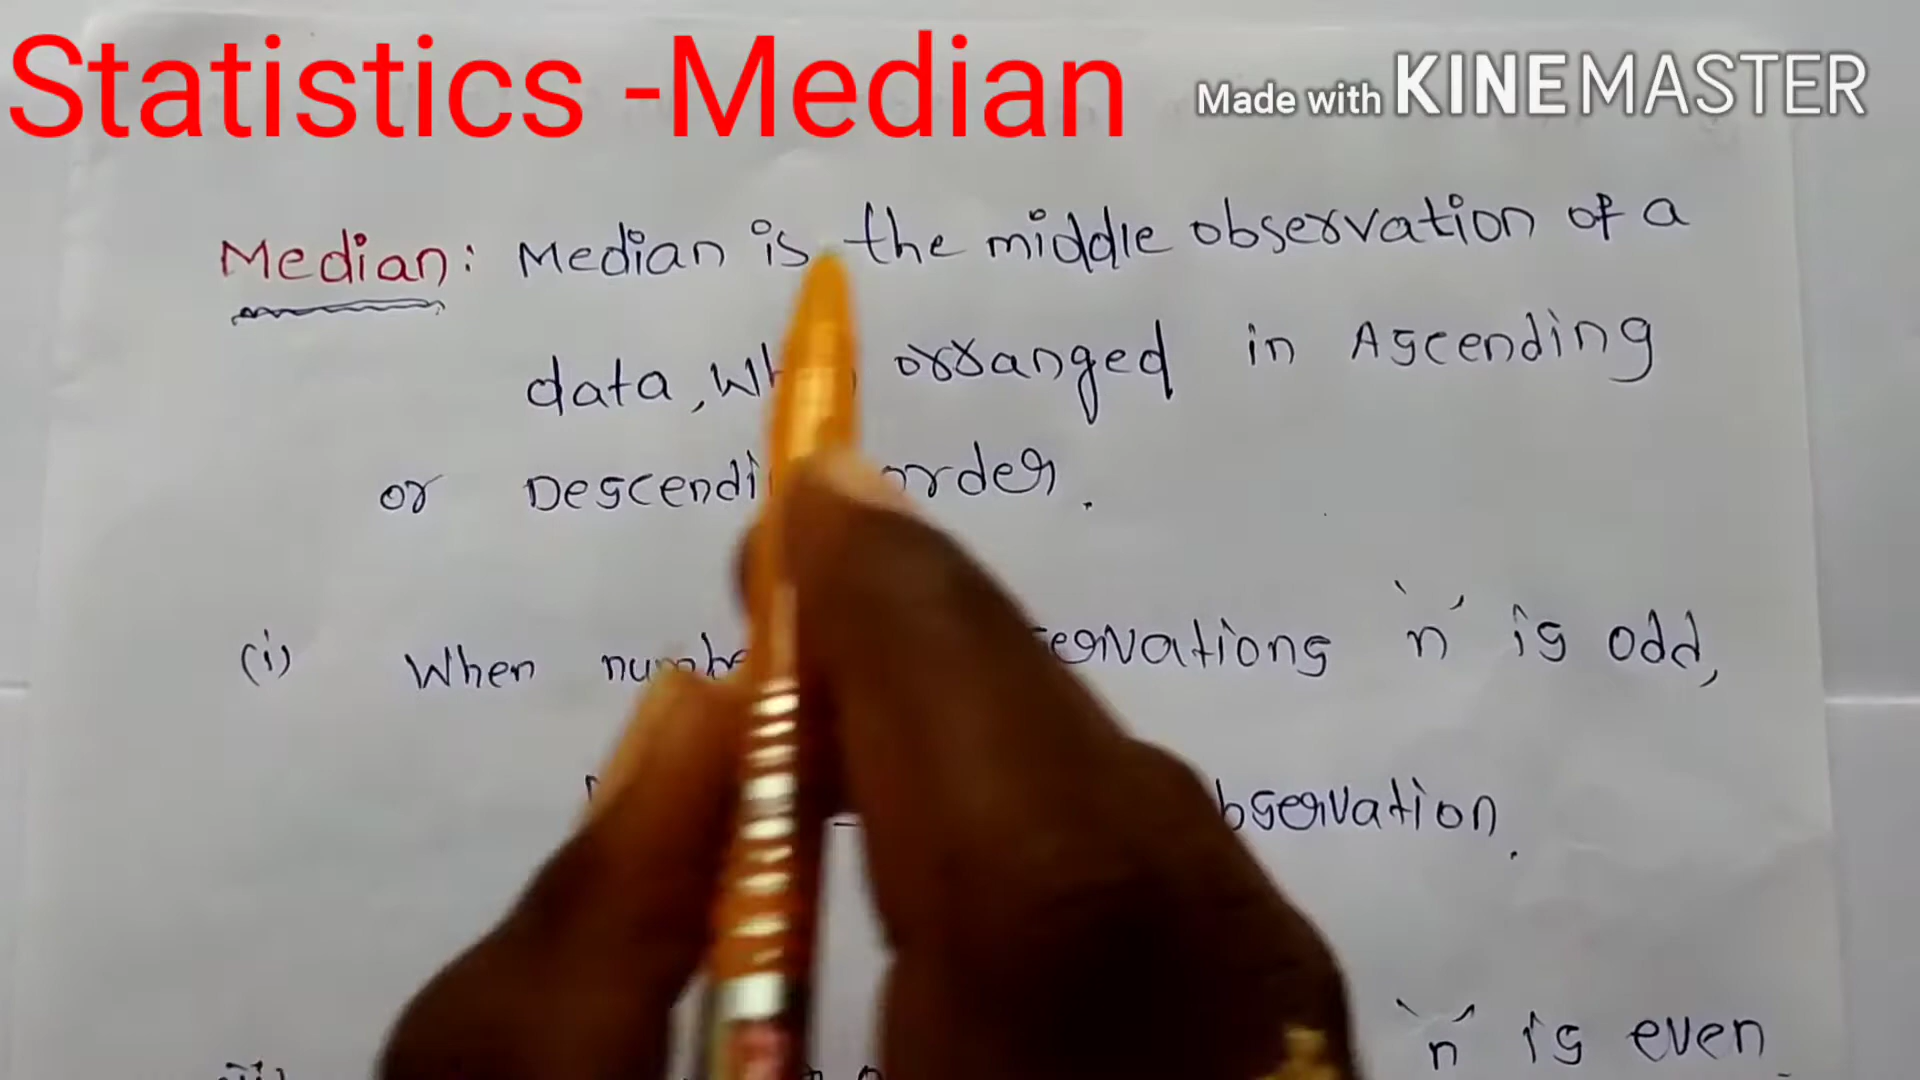 Statistics -Median
Made with KINEMASTER
Median: Median is the middle observation of a
data, arranged in Ascending
or order.
(i) When 'n' is odd,
observation.
'n' is even